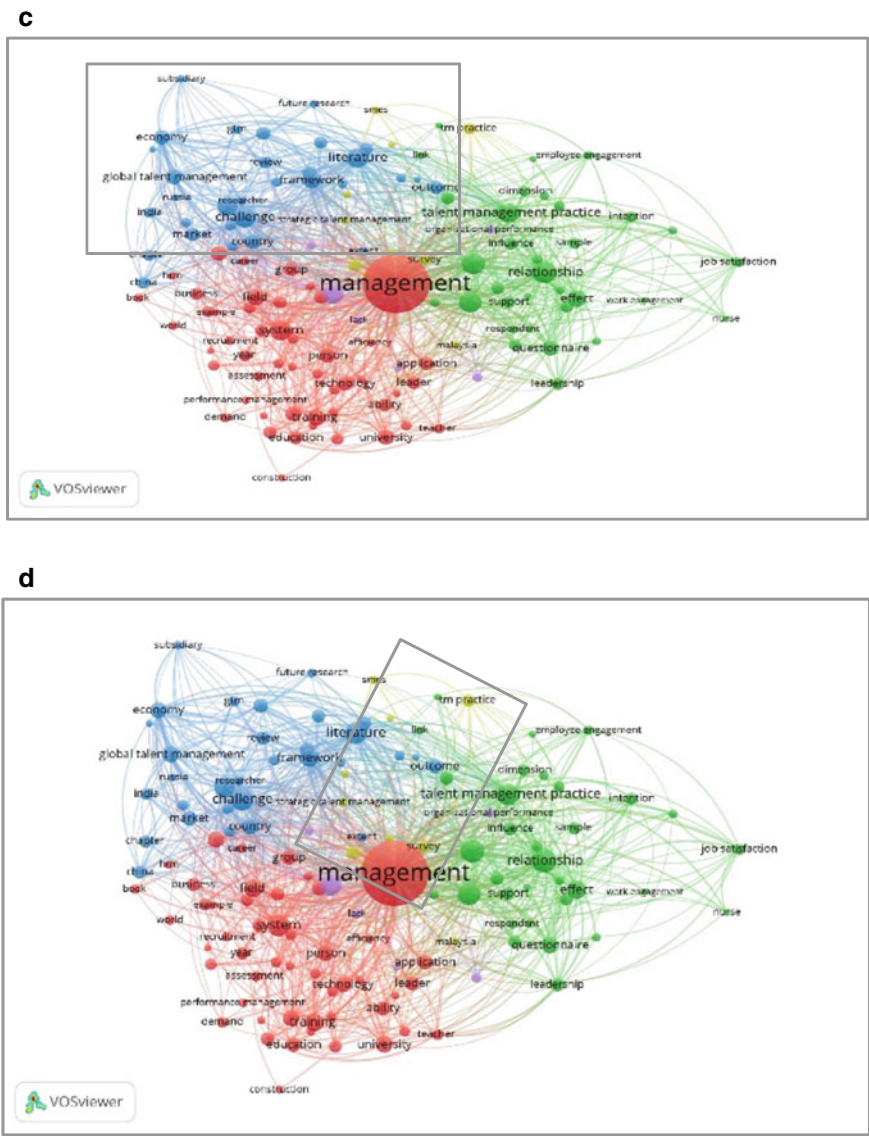 c
subsidiary
future research
smes
glm
tm practice
economy
link
employee engagement
review
literature
global talent management
framework
outcome
dimension
russia
researcher
india
challenge
strategic talent management
talent management practice
intention
organizational performance
market
country
influence
sample
extent
career
survey
job satisfaction
group
relationship
firm
china
management
book
business
field
support
effect
work engagement
example
nurse
world
lack
system
respondent
recruitment
efficiency
malaysia
questionnaire
year
person
application
assessment
technology
leader
leadership
performance management
ability
demand
training
teacher
education
university
construction
VOSviewer
d
subsidiary
future research
smes
glm
tm practice
economy
link
employee engagement
review
literature
global talent management
framework
outcome
dimension
russia
researcher
india
challenge
strategic talent management
talent management practice
intention
organizational performance
market
country
influence
sample
chapter
extent
career
survey
job satisfaction
group
relationship
firm
china
management
book
business
field
support
effect
work engagement
example
nurse
world
lack
system
respondent
recruitment
efficiency
malaysia
questionnaire
year
person
application
assessment
technology
leader
leadership
performance management
ability
demand
training
teacher
education
university
construction
VOSviewer